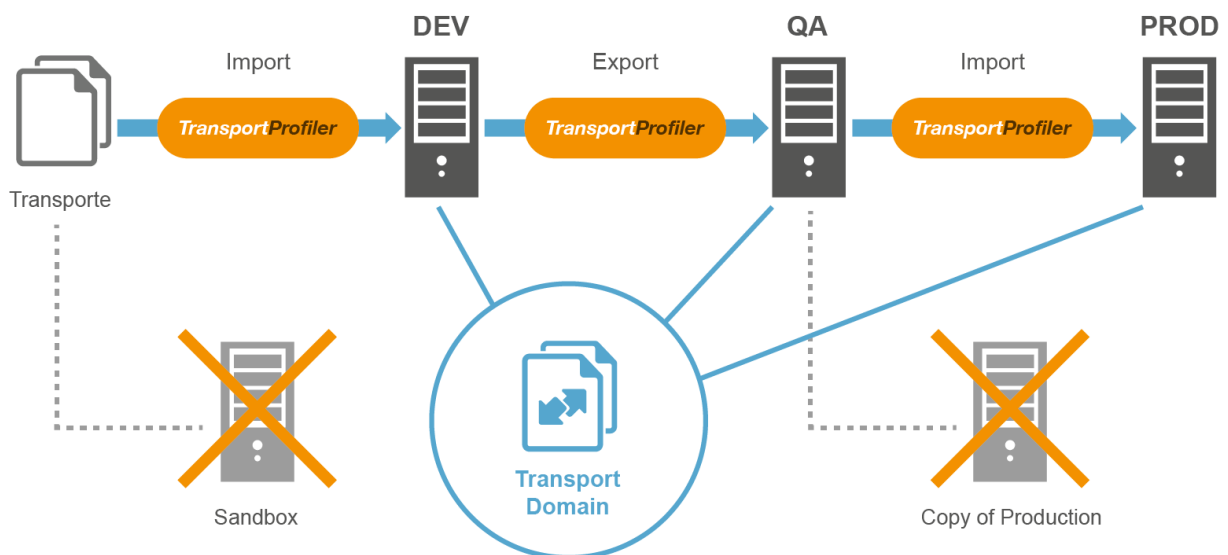 DEV
QA
PROD
Import
Export
Import
TransportProfiler
TransportProfiler
TransportProfiler
Transporte
Transport
Domain
Sandbox
Copy of Production